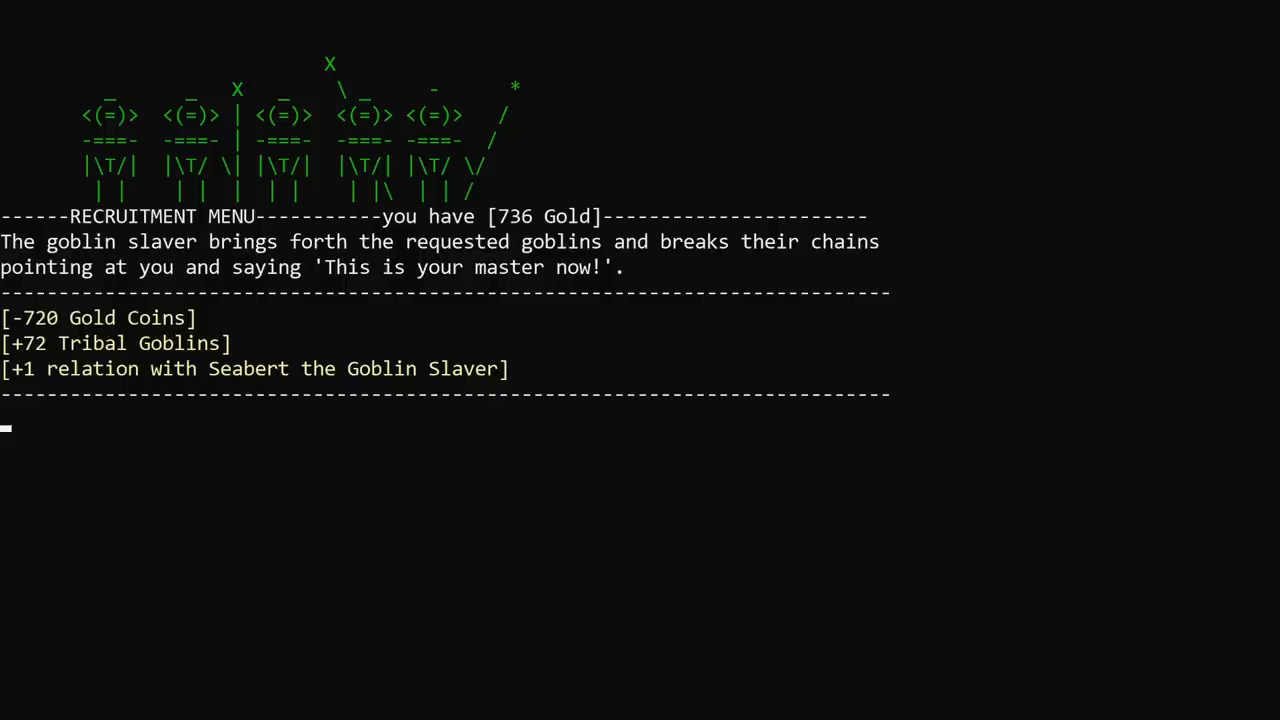 ------RECRUITMENT MENU-----------you have [736 Gold]-----------------------
The goblin slaver brings forth the requested goblins and breaks their chains
pointing at you and saying 'This is your master now!'.
-----------------------------------------------------------------------------
[-720 Gold Coins]
[+72 Tribal Goblins]
[+1 relation with Seabert the Goblin Slaver]
-----------------------------------------------------------------------------